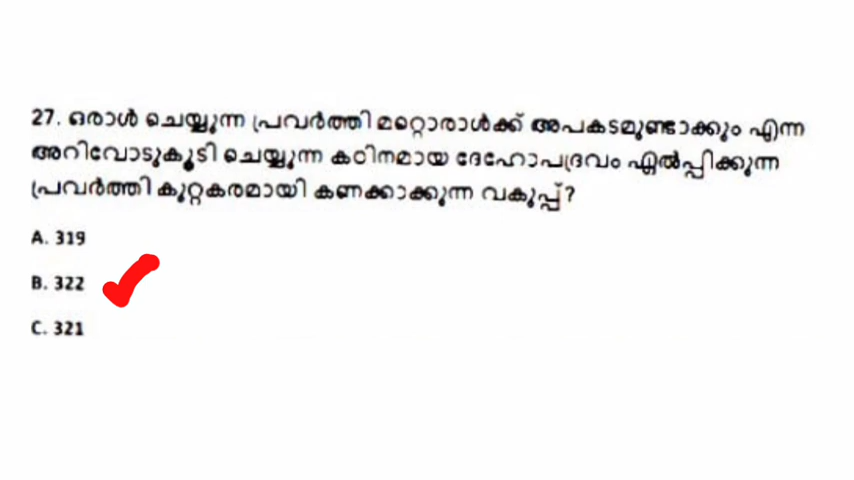 27. ഒരാൾ ചെയ്യുന്ന പ്രവർത്തി മറ്റൊരാൾക്ക് അപകടമുണ്ടാക്കും എന്ന
അറിവോടുകൂടി ചെയ്യുന്ന കഠിനമായ ദേഹോപദ്രവം ഏൽപ്പിക്കുന്ന
പ്രവർത്തി കുറ്റകരമായി കണക്കാക്കുന്ന വകുപ്പ്?
A. 319
B. 322
C. 321